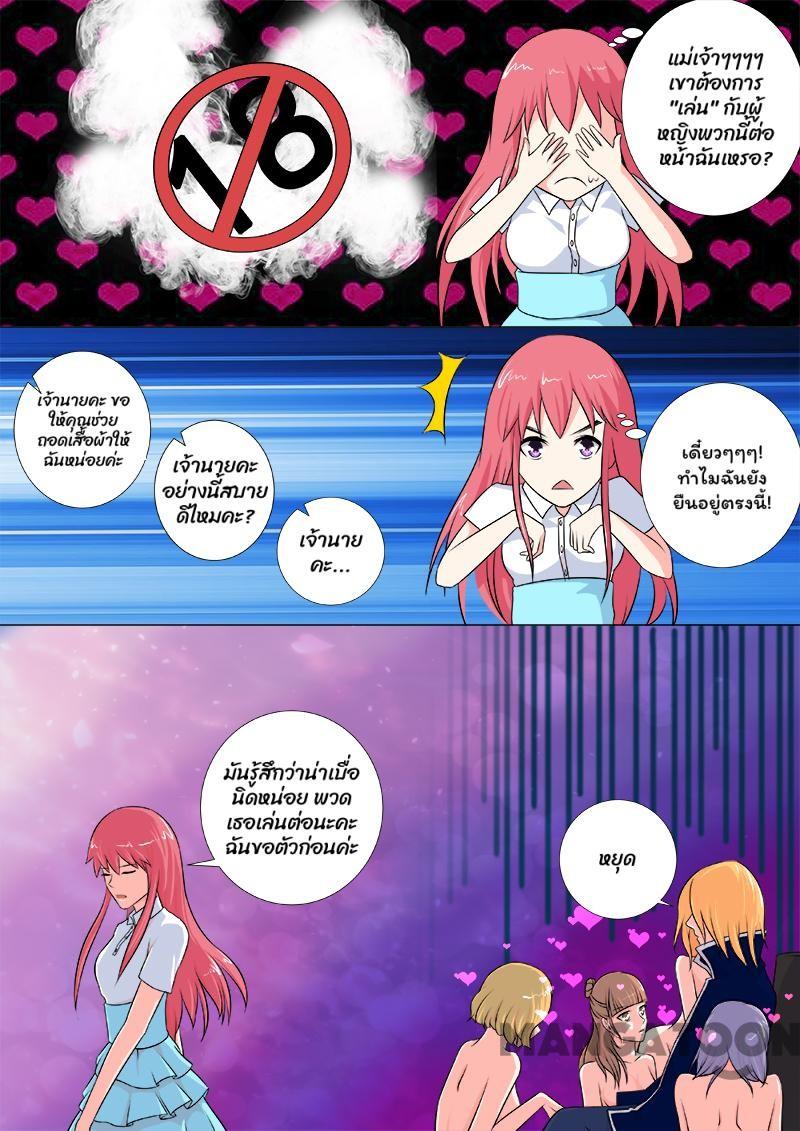 แม่เจ้าๆๆๆๆ
เขาต้องการ
"เล่น" กับผู้
หญิงพวกนี้ต่อ
หน้าฉันเหรอ?
18
เจ้านายคะ ขอ
ให้คุณช่วย
ถอดเสื้อผ้าให้
ฉันหน่อยค่ะ
เจ้านายคะ
อย่างนี้สบาย
ดีไหมคะ?
เจ้านาย
คะ...
เดี๋ยวๆๆๆ!
ทำไมฉันยัง
ยืนอยู่ตรงนี้!
มันรู้สึกว่าน่าเบื่อ
นิดหน่อย พวด
เธอเล่นต่อนะคะ
ฉันขอตัวก่อนค่ะ
หยุด
MANGATOON